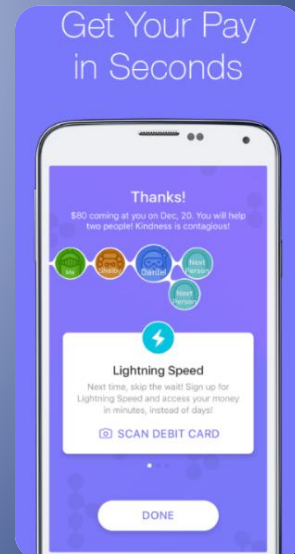 Get Your Pay
in Seconds
Thanks!
$80 coming at you on Dec, 20. You will help
two people! Kindness is contagious!
Me
Shelby
Daniel
Next
Person
Next
Person
Lightning Speed
Next time, skip the wait! Sign up for
Lightning Speed and access your money
in minutes, instead of days!
SCAN DEBIT CARD
DONE